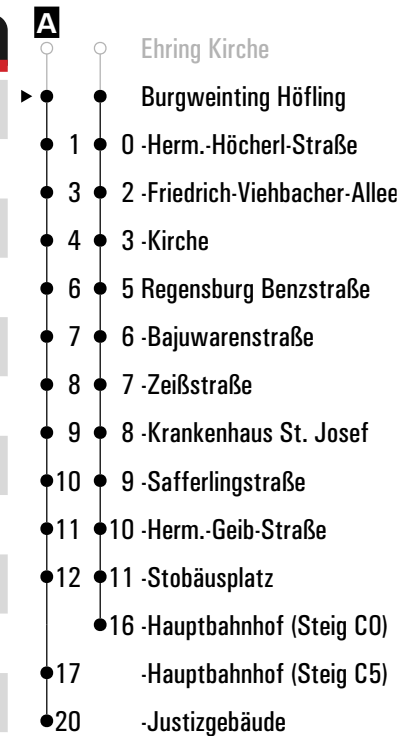 A
Ehring Kirche
Burgweinting Höfling
1 0 -Herm.-Höcherl-Straße
3 2 -Friedrich-Viehbacher-Allee
4 3 -Kirche
6 5 Regensburg Benzstraße
7 6 -Bajuwarenstraße
8 7 -Zeißstraße
9 8 -Krankenhaus St. Josef
10 9 -Safferlingstraße
11 10 -Herm.-Geib-Straße
12 11 -Stobäusplatz
16 -Hauptbahnhof (Steig C0)
17 -Hauptbahnhof (Steig C5)
20 -Justizgebäude